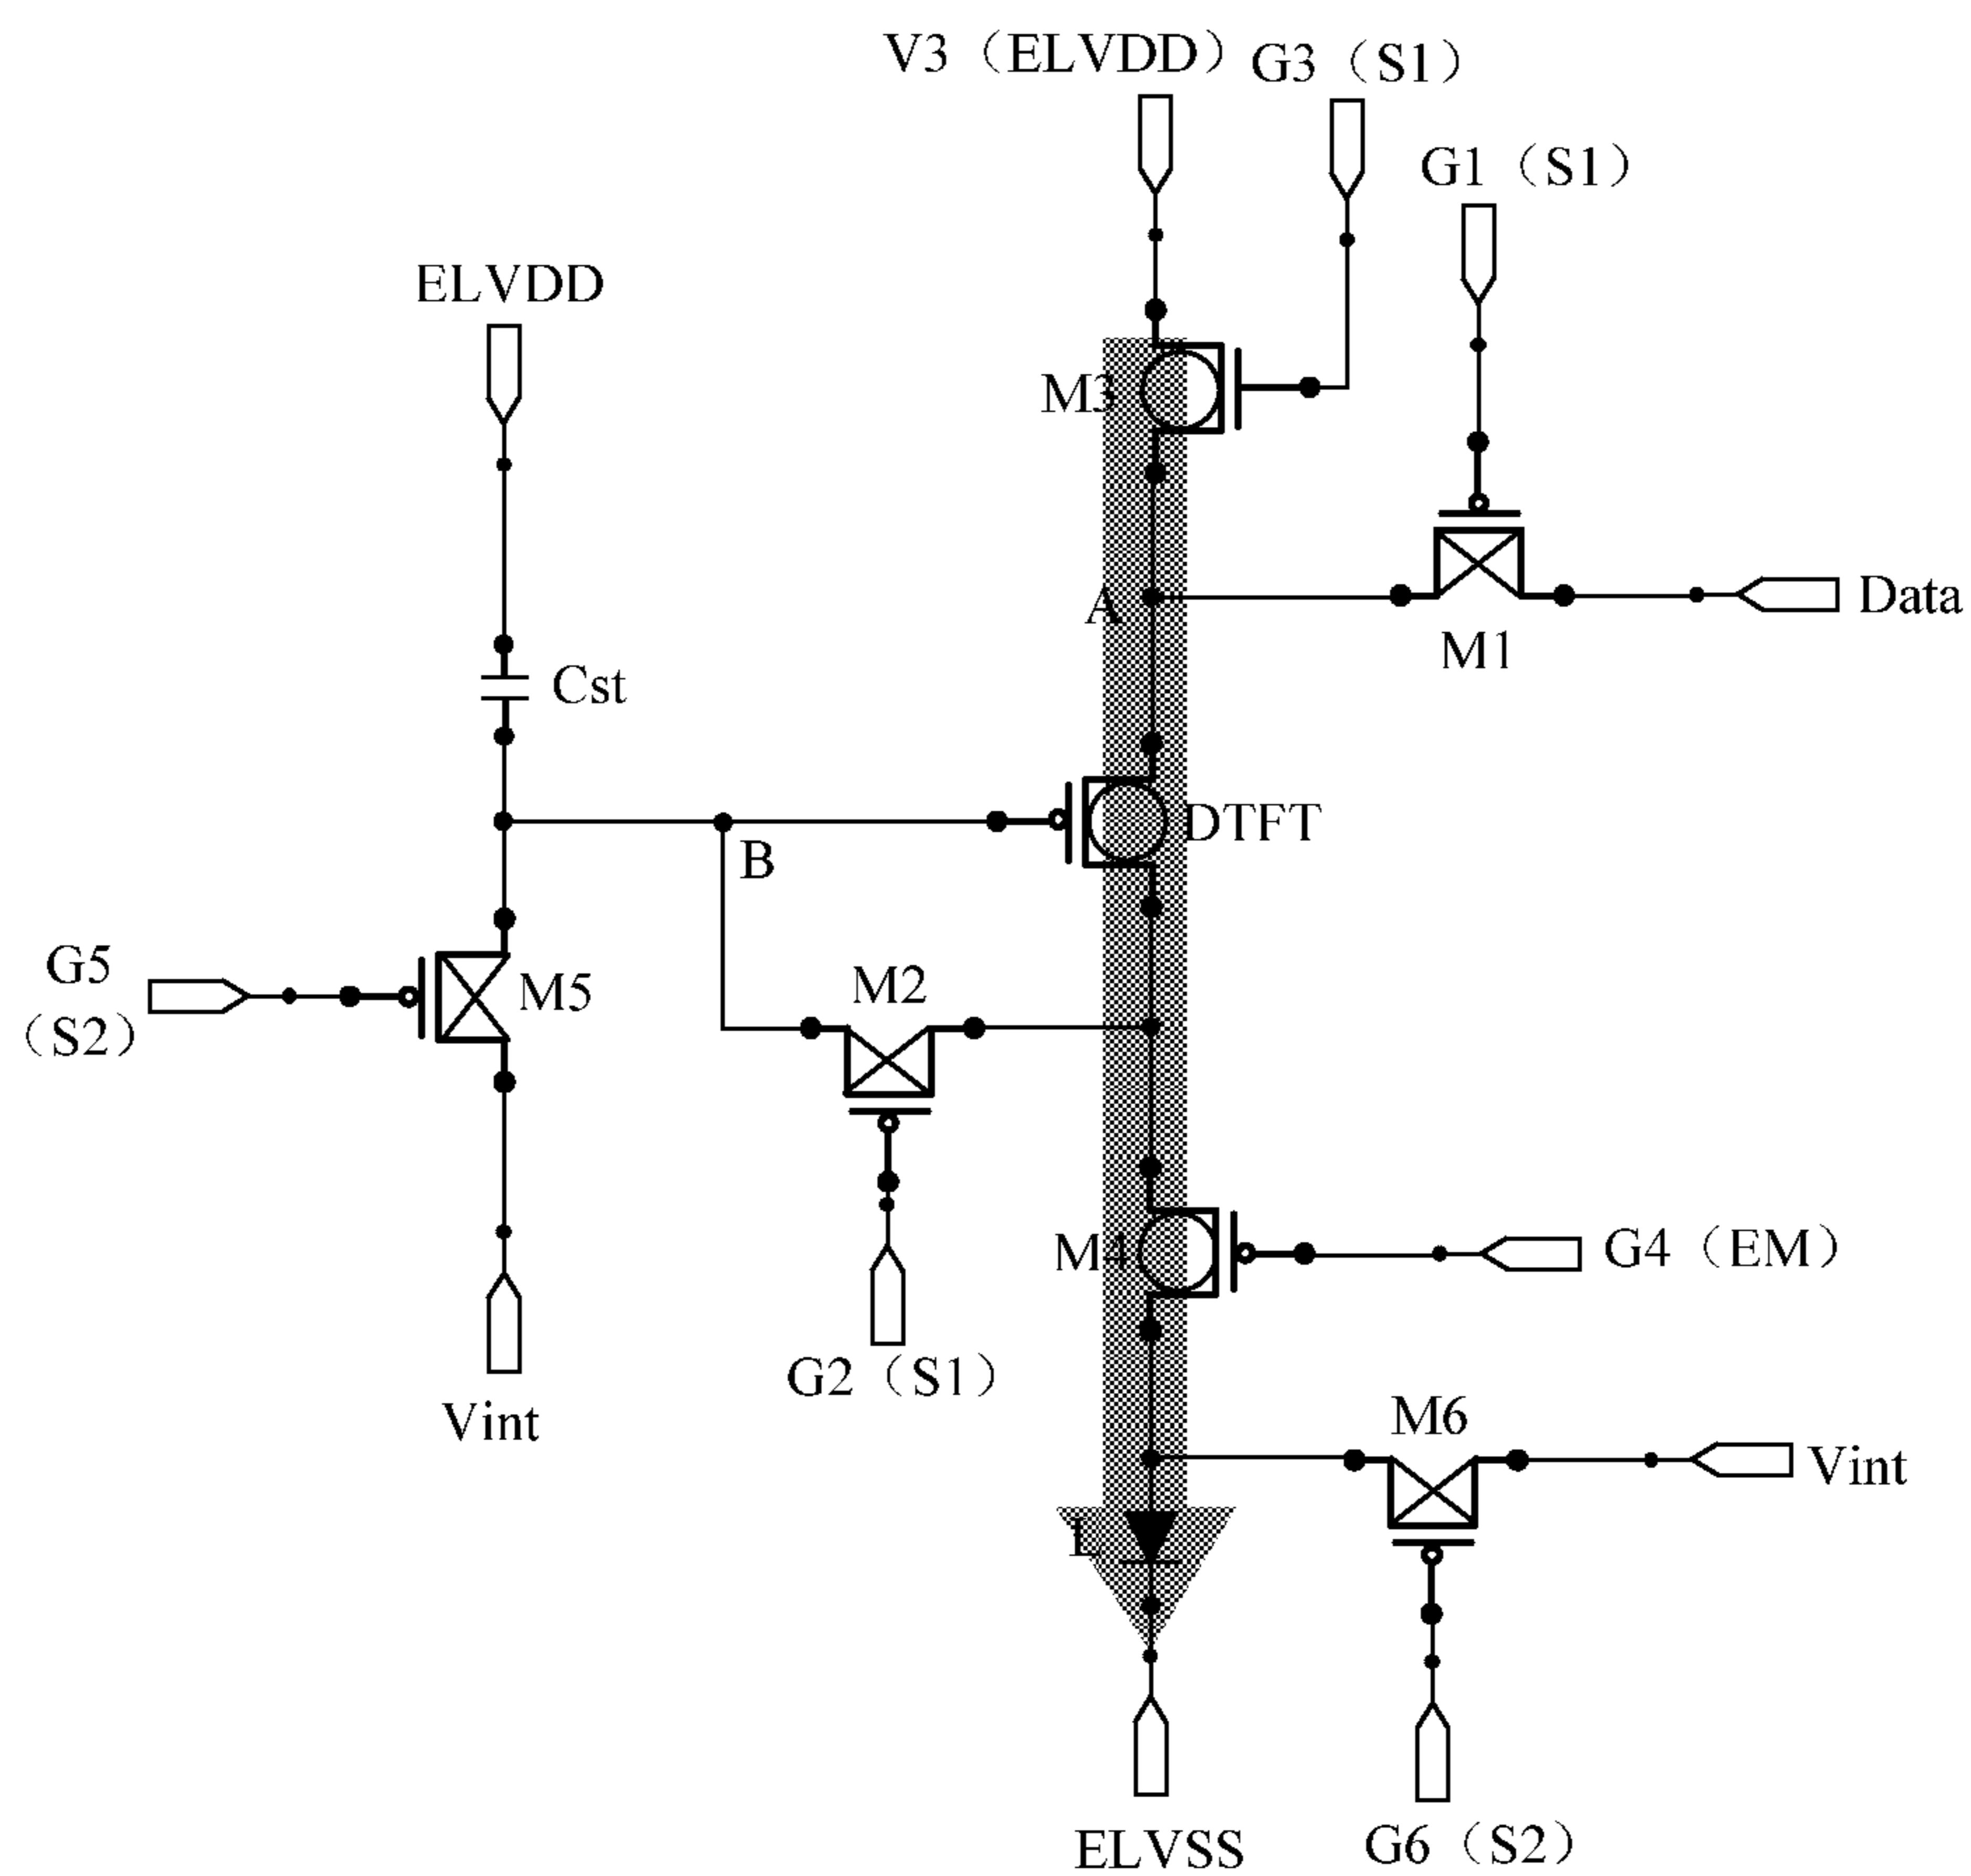 V3（ELVDD）
G3（S1）
G1（S1）
ELVDD
M3
A
Data
M1
Cst
DTFT
B
G5
（S2）
M5
M2
M4
G4（EM）
G2（S1）
Vint
M6
Vint
L
ELVSS
G6（S2）